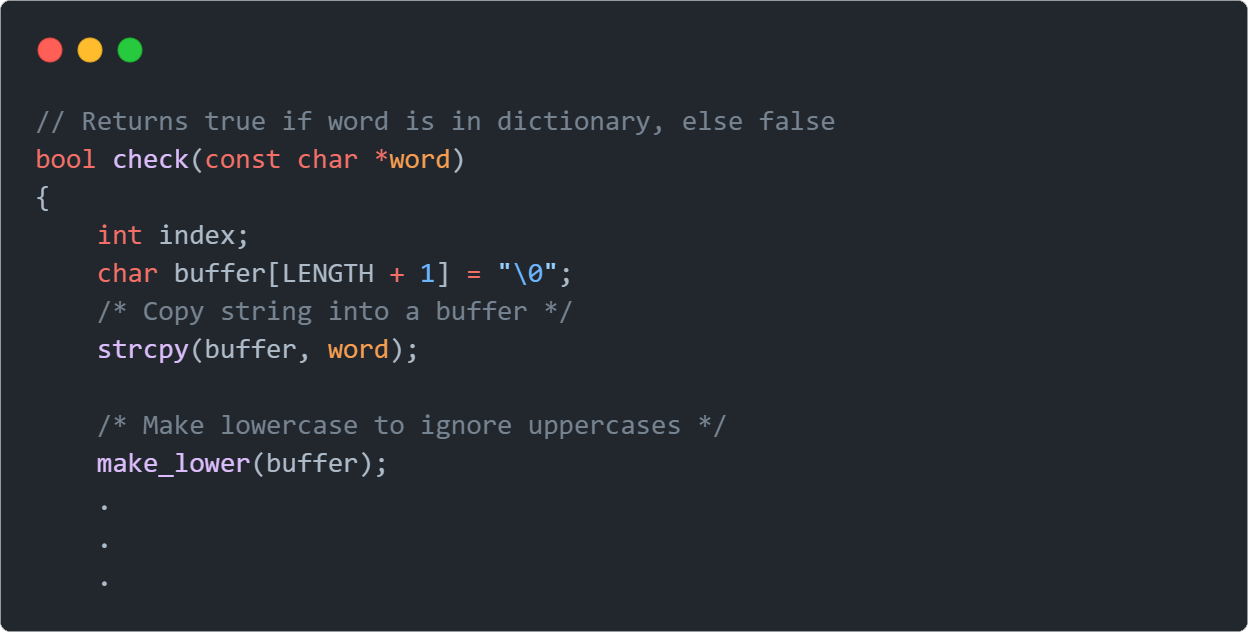 // Returns true if word is in dictionary, else false
bool check(const char *word)
{
    int index;
    char buffer[LENGTH + 1] = "\0";
    /* Copy string into a buffer */
    strcpy(buffer, word);

    /* Make lowercase to ignore uppercases */
    make_lower(buffer);
    .
    .
    .